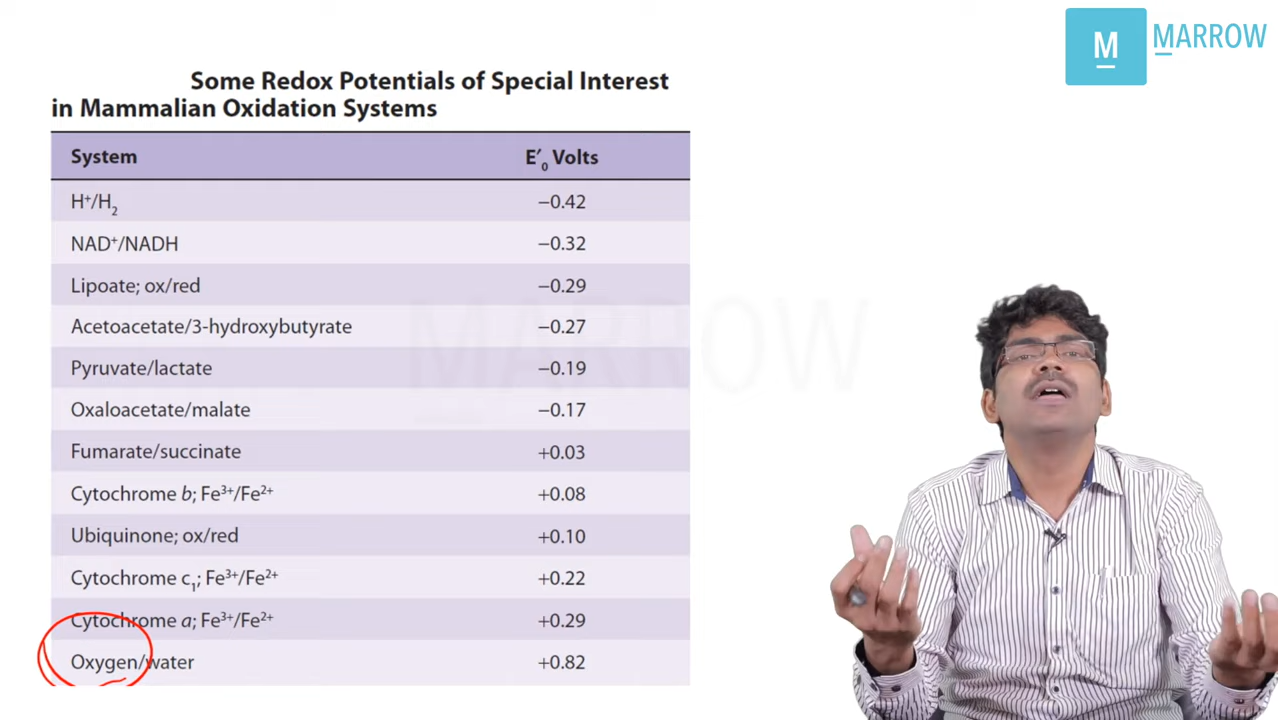 M MARROW
Some Redox Potentials of Special Interest
in Mammalian Oxidation Systems
System E′₀ Volts
H⁺/H₂ −0.42
NAD⁺/NADH −0.32
Lipoate; ox/red −0.29
Acetoacetate/3-hydroxybutyrate −0.27
Pyruvate/lactate −0.19
Oxaloacetate/malate −0.17
Fumarate/succinate +0.03
Cytochrome b; Fe³⁺/Fe²⁺ +0.08
Ubiquinone; ox/red +0.10
Cytochrome c₁; Fe³⁺/Fe²⁺ +0.22
Cytochrome a; Fe³⁺/Fe²⁺ +0.29
Oxygen/water +0.82
MARROW